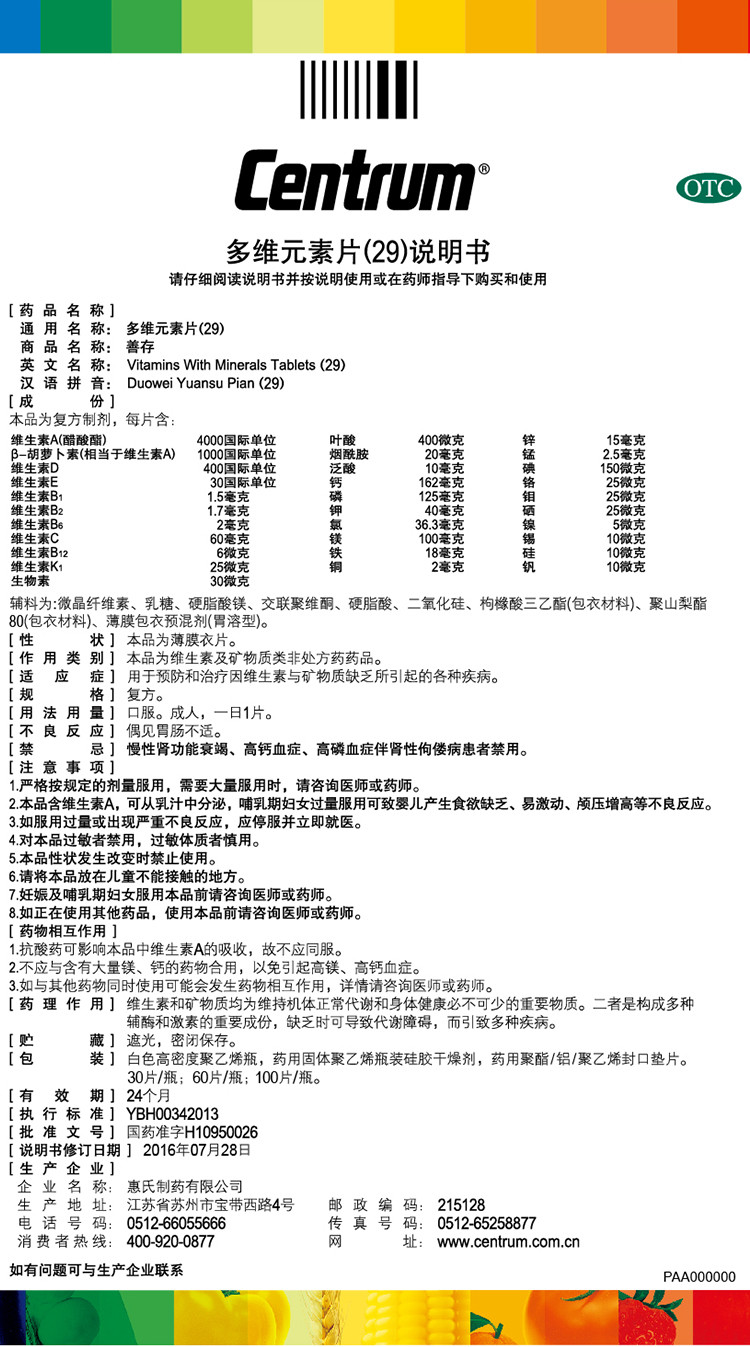 Centrum®
OTC
多维元素片(29)说明书
请仔细阅读说明书并按说明使用或在药师指导下购买和使用
[药品名称]
通用名称：多维元素片(29)
商品名称：善存
英文名称：Vitamins With Minerals Tablets (29)
汉语拼音：Duowei Yuansu Pian (29)
[成份]
本品为复方制剂，每片含：
维生素A(醋酸酯) 4000国际单位 叶酸 400微克 锌 15毫克
β-胡萝卜素(相当于维生素A) 1000国际单位 烟酰胺 20毫克 锰 2.5毫克
维生素D 400国际单位 泛酸 10毫克 碘 150微克
维生素E 30国际单位 钙 162毫克 铬 25微克
维生素B1 1.5毫克 磷 125毫克 钼 25微克
维生素B2 1.7毫克 钾 40毫克 硒 25微克
维生素B6 2毫克 氯 36.3毫克 镍 5微克
维生素C 60毫克 镁 100毫克 锡 10微克
维生素B12 6微克 铁 18毫克 硅 10微克
维生素K1 25微克 铜 2毫克 钒 10微克
生物素 30微克
辅料为:微晶纤维素、乳糖、硬脂酸镁、交联聚维酮、硬脂酸、二氧化硅、枸橼酸三乙酯(包衣材料)、聚山梨酯
80(包衣材料)、薄膜包衣预混剂(胃溶型)。
[性状] 本品为薄膜衣片。
[作用类别] 本品为维生素及矿物质类非处方药药品。
[适应症] 用于预防和治疗因维生素与矿物质缺乏所引起的各种疾病。
[规格] 复方。
[用法用量] 口服。成人，一日1片。
[不良反应] 偶见胃肠不适。
[禁忌] 慢性肾功能衰竭、高钙血症、高磷血症伴肾性佝偻病患者禁用。
[注意事项]
1.严格按规定的剂量服用，需要大量服用时，请咨询医师或药师。
2.本品含维生素A，可从乳汁中分泌，哺乳期妇女过量服用可致婴儿产生食欲缺乏、易激动、颅压增高等不良反应。
3.如服用过量或出现严重不良反应，应停服并立即就医。
4.对本品过敏者禁用，过敏体质者慎用。
5.本品性状发生改变时禁止使用。
6.请将本品放在儿童不能接触的地方。
7.妊娠及哺乳期妇女服用本品前请咨询医师或药师。
8.如正在使用其他药品，使用本品前请咨询医师或药师。
[药物相互作用]
1.抗酸药可影响本品中维生素A的吸收，故不应同服。
2.不应与含有大量镁、钙的药物合用，以免引起高镁、高钙血症。
3.如与其他药物同时使用可能会发生药物相互作用，详情请咨询医师或药师。
[药理作用] 维生素和矿物质均为维持机体正常代谢和身体健康必不可少的重要物质。二者是构成多种
辅酶和激素的重要成份，缺乏时可导致代谢障碍，而引致多种疾病。
[贮藏] 遮光，密闭保存。
[包装] 白色高密度聚乙烯瓶，药用固体聚乙烯瓶装硅胶干燥剂，药用聚酯/铝/聚乙烯封口垫片。
30片/瓶；60片/瓶；100片/瓶。
[有效期] 24个月
[执行标准] YBH00342013
[批准文号] 国药准字H10950026
[说明书修订日期] 2016年07月28日
[生产企业]
企业名称：惠氏制药有限公司
生产地址：江苏省苏州市宝带西路4号 邮政编码：215128
电话号码：0512-66055666 传真号码：0512-65258877
消费者热线：400-920-0877 网址：www.centrum.com.cn
如有问题可与生产企业联系
PAA000000